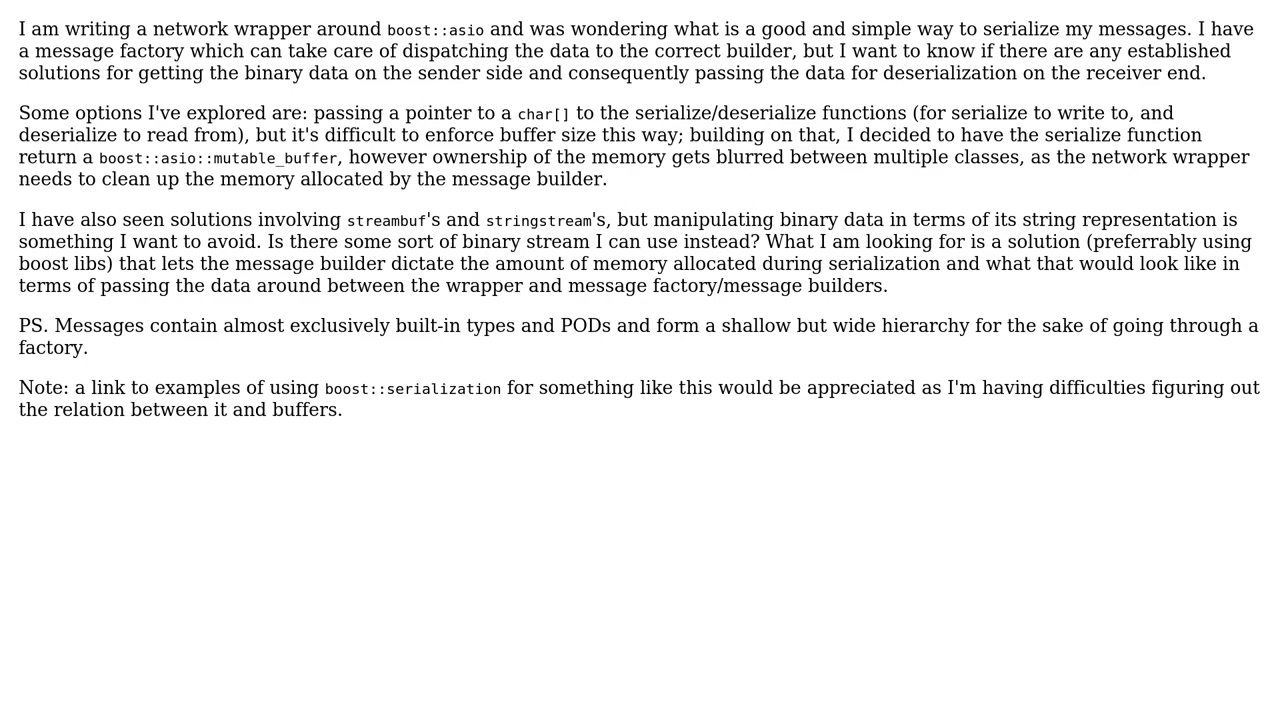 I am writing a network wrapper around boost::asio and was wondering what is a good and simple way to serialize my messages. I have
a message factory which can take care of dispatching the data to the correct builder, but I want to know if there are any established
solutions for getting the binary data on the sender side and consequently passing the data for deserialization on the receiver end.
Some options I've explored are: passing a pointer to a char[] to the serialize/deserialize functions (for serialize to write to, and
deserialize to read from), but it's difficult to enforce buffer size this way; building on that, I decided to have the serialize function
return a boost::asio::mutable_buffer, however ownership of the memory gets blurred between multiple classes, as the network wrapper
needs to clean up the memory allocated by the message builder.
I have also seen solutions involving streambuf's and stringstream's, but manipulating binary data in terms of its string representation is
something I want to avoid. Is there some sort of binary stream I can use instead? What I am looking for is a solution (preferrably using
boost libs) that lets the message builder dictate the amount of memory allocated during serialization and what that would look like in
terms of passing the data around between the wrapper and message factory/message builders.
PS. Messages contain almost exclusively built-in types and PODs and form a shallow but wide hierarchy for the sake of going through a
factory.
Note: a link to examples of using boost::serialization for something like this would be appreciated as I'm having difficulties figuring out
the relation between it and buffers.